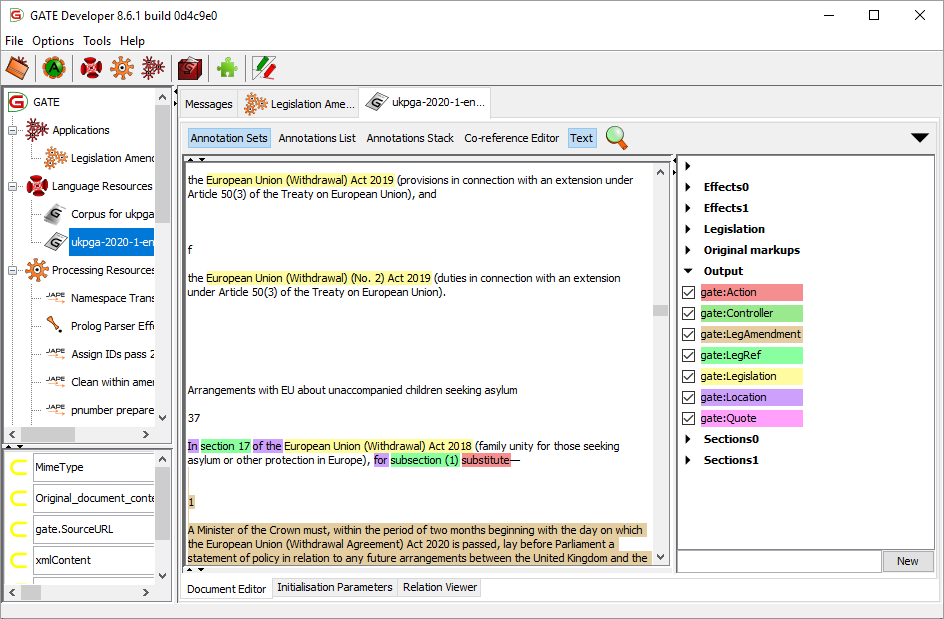 GATE Developer 8.6.1 build 0d4c9e0
File Options Tools Help
GATE
Applications
Legislation Amend
Language Resources
Corpus for ukpga
ukpga-2020-1-en
Processing Resources
JAPE Namespace Trans
Prolog Parser Effe
JAPE Assign IDs pass 2
JAPE Clean within amer
JAPE pnumber prepare
MimeType
Original_document_conte
gate.SourceURL
xmlContent
Messages Legislation Ame... ukpga-2020-1-en...
Annotation Sets Annotations List Annotations Stack Co-reference Editor Text
the European Union (Withdrawal) Act 2019 (provisions in connection with an extension under
Article 50(3) of the Treaty on European Union), and
f
the European Union (Withdrawal) (No. 2) Act 2019 (duties in connection with an extension
under Article 50(3) of the Treaty on European Union).
Arrangements with EU about unaccompanied children seeking asylum
37
In section 17 of the European Union (Withdrawal) Act 2018 (family unity for those seeking
asylum or other protection in Europe), for subsection (1) substitute—
1
A Minister of the Crown must, within the period of two months beginning with the day on which
the European Union (Withdrawal Agreement) Act 2020 is passed, lay before Parliament a
statement of policy in relation to any future arrangements between the United Kingdom and the
Effects0
Effects1
Legislation
Original markups
Output
gate:Action
gate:Controller
gate:LegAmendment
gate:LegRef
gate:Legislation
gate:Location
gate:Quote
Sections0
Sections1
New
Document Editor Initialisation Parameters Relation Viewer